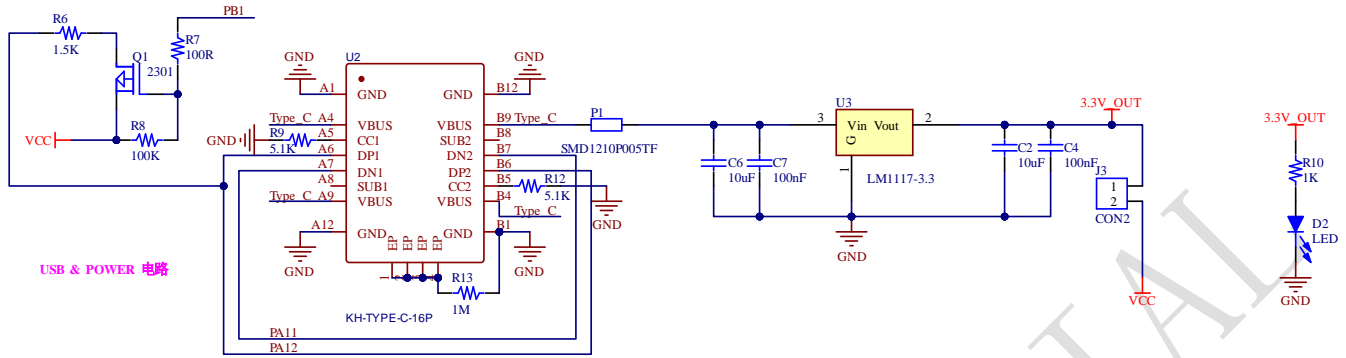 PB1
R6
1.5K
R7
100R
Q1
2301
VCC
R8
100K
U2
GND
GND
A1
GND
GND
B12
Type_C
A4
VBUS
VBUS
B9
Type_C
GND
R9
5.1K
A5
CC1
SUB2
B8
A6
DP1
DN2
B7
A7
DN1
DP2
B6
A8
SUB1
CC2
B5
R12
5.1K
Type_C
A9
VBUS
VBUS
B4
Type_C
GND
A12
GND
GND
B1
GND
GND
EP
EP
EP
EP
1
R13
1M
KH-TYPE-C-16P
PA11
PA12
USB & POWER 电路
P1
SMD1210P005TF
C6
10uF
C7
100nF
U3
3
Vin Vout
2
G
1
LM1117-3.3
GND
3.3V_OUT
C2
10uF
C4
100nF
J3
1
2
CON2
VCC
3.3V_OUT
R10
1K
D2
LED
GND